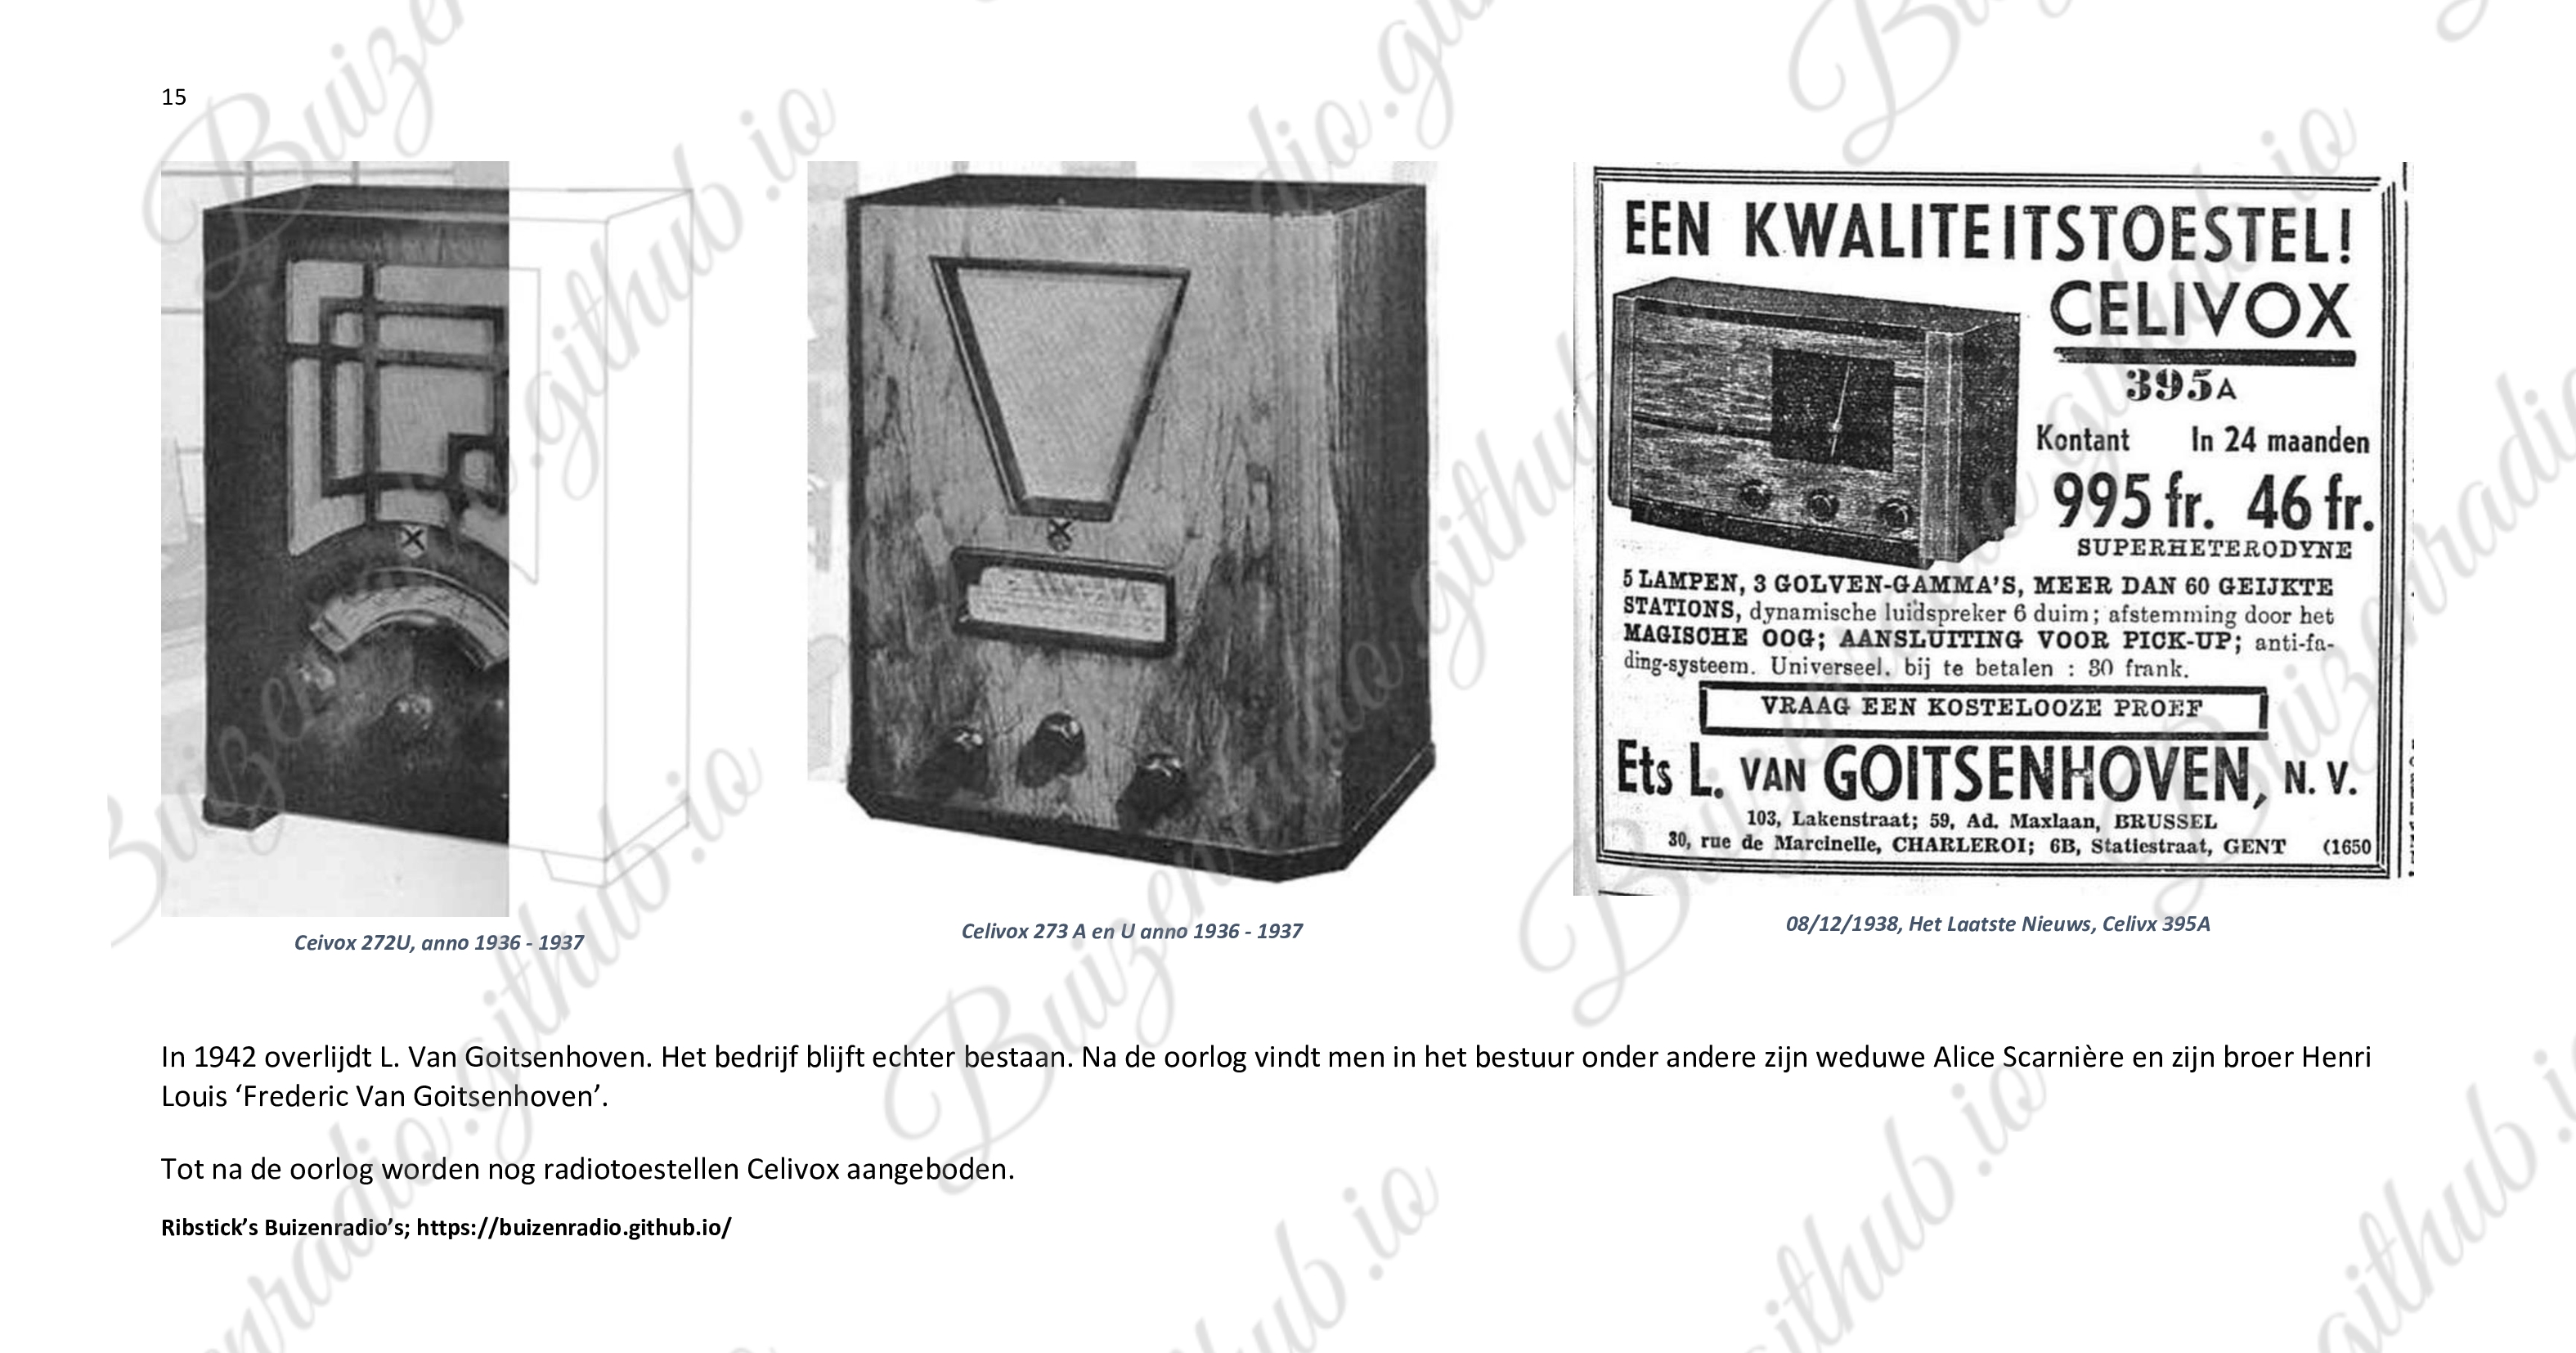 15
EEN KWALITEITSTOESTEL!
CELIVOX
395A
Kontant In 24 maanden
995 fr. 46 fr.
SUPERHETERODYNE
5 LAMPEN, 3 GOLVEN-GAMMA'S, MEER DAN 60 GEIJKTE
STATIONS, dynamische luidspreker 6 duim; afstemming door het
MAGISCHE OOG; AANSLUITING VOOR PICK-UP; anti-fa-
ding-systeem. Universeel. bij te betalen : 30 frank.
VRAAG EEN KOSTELOOZE PROEF
Ets L. VAN GOITSENHOVEN, N. V.
103, Lakenstraat; 59, Ad. Maxlaan, BRUSSEL
30, rue de Marcinelle, CHARLEROI; 6B, Statiestraat, GENT (1650
Ceivox 272U, anno 1936 - 1937
Celivox 273 A en U anno 1936 - 1937
08/12/1938, Het Laatste Nieuws, Celivx 395A
In 1942 overlijdt L. Van Goitsenhoven. Het bedrijf blijft echter bestaan. Na de oorlog vindt men in het bestuur onder andere zijn weduwe Alice Scarnière en zijn broer Henri
Louis ‘Frederic Van Goitsenhoven’.
Tot na de oorlog worden nog radiotoestellen Celivox aangeboden.
Ribstick’s Buizenradio’s; https://buizenradio.github.io/
Buizenradio.github.io